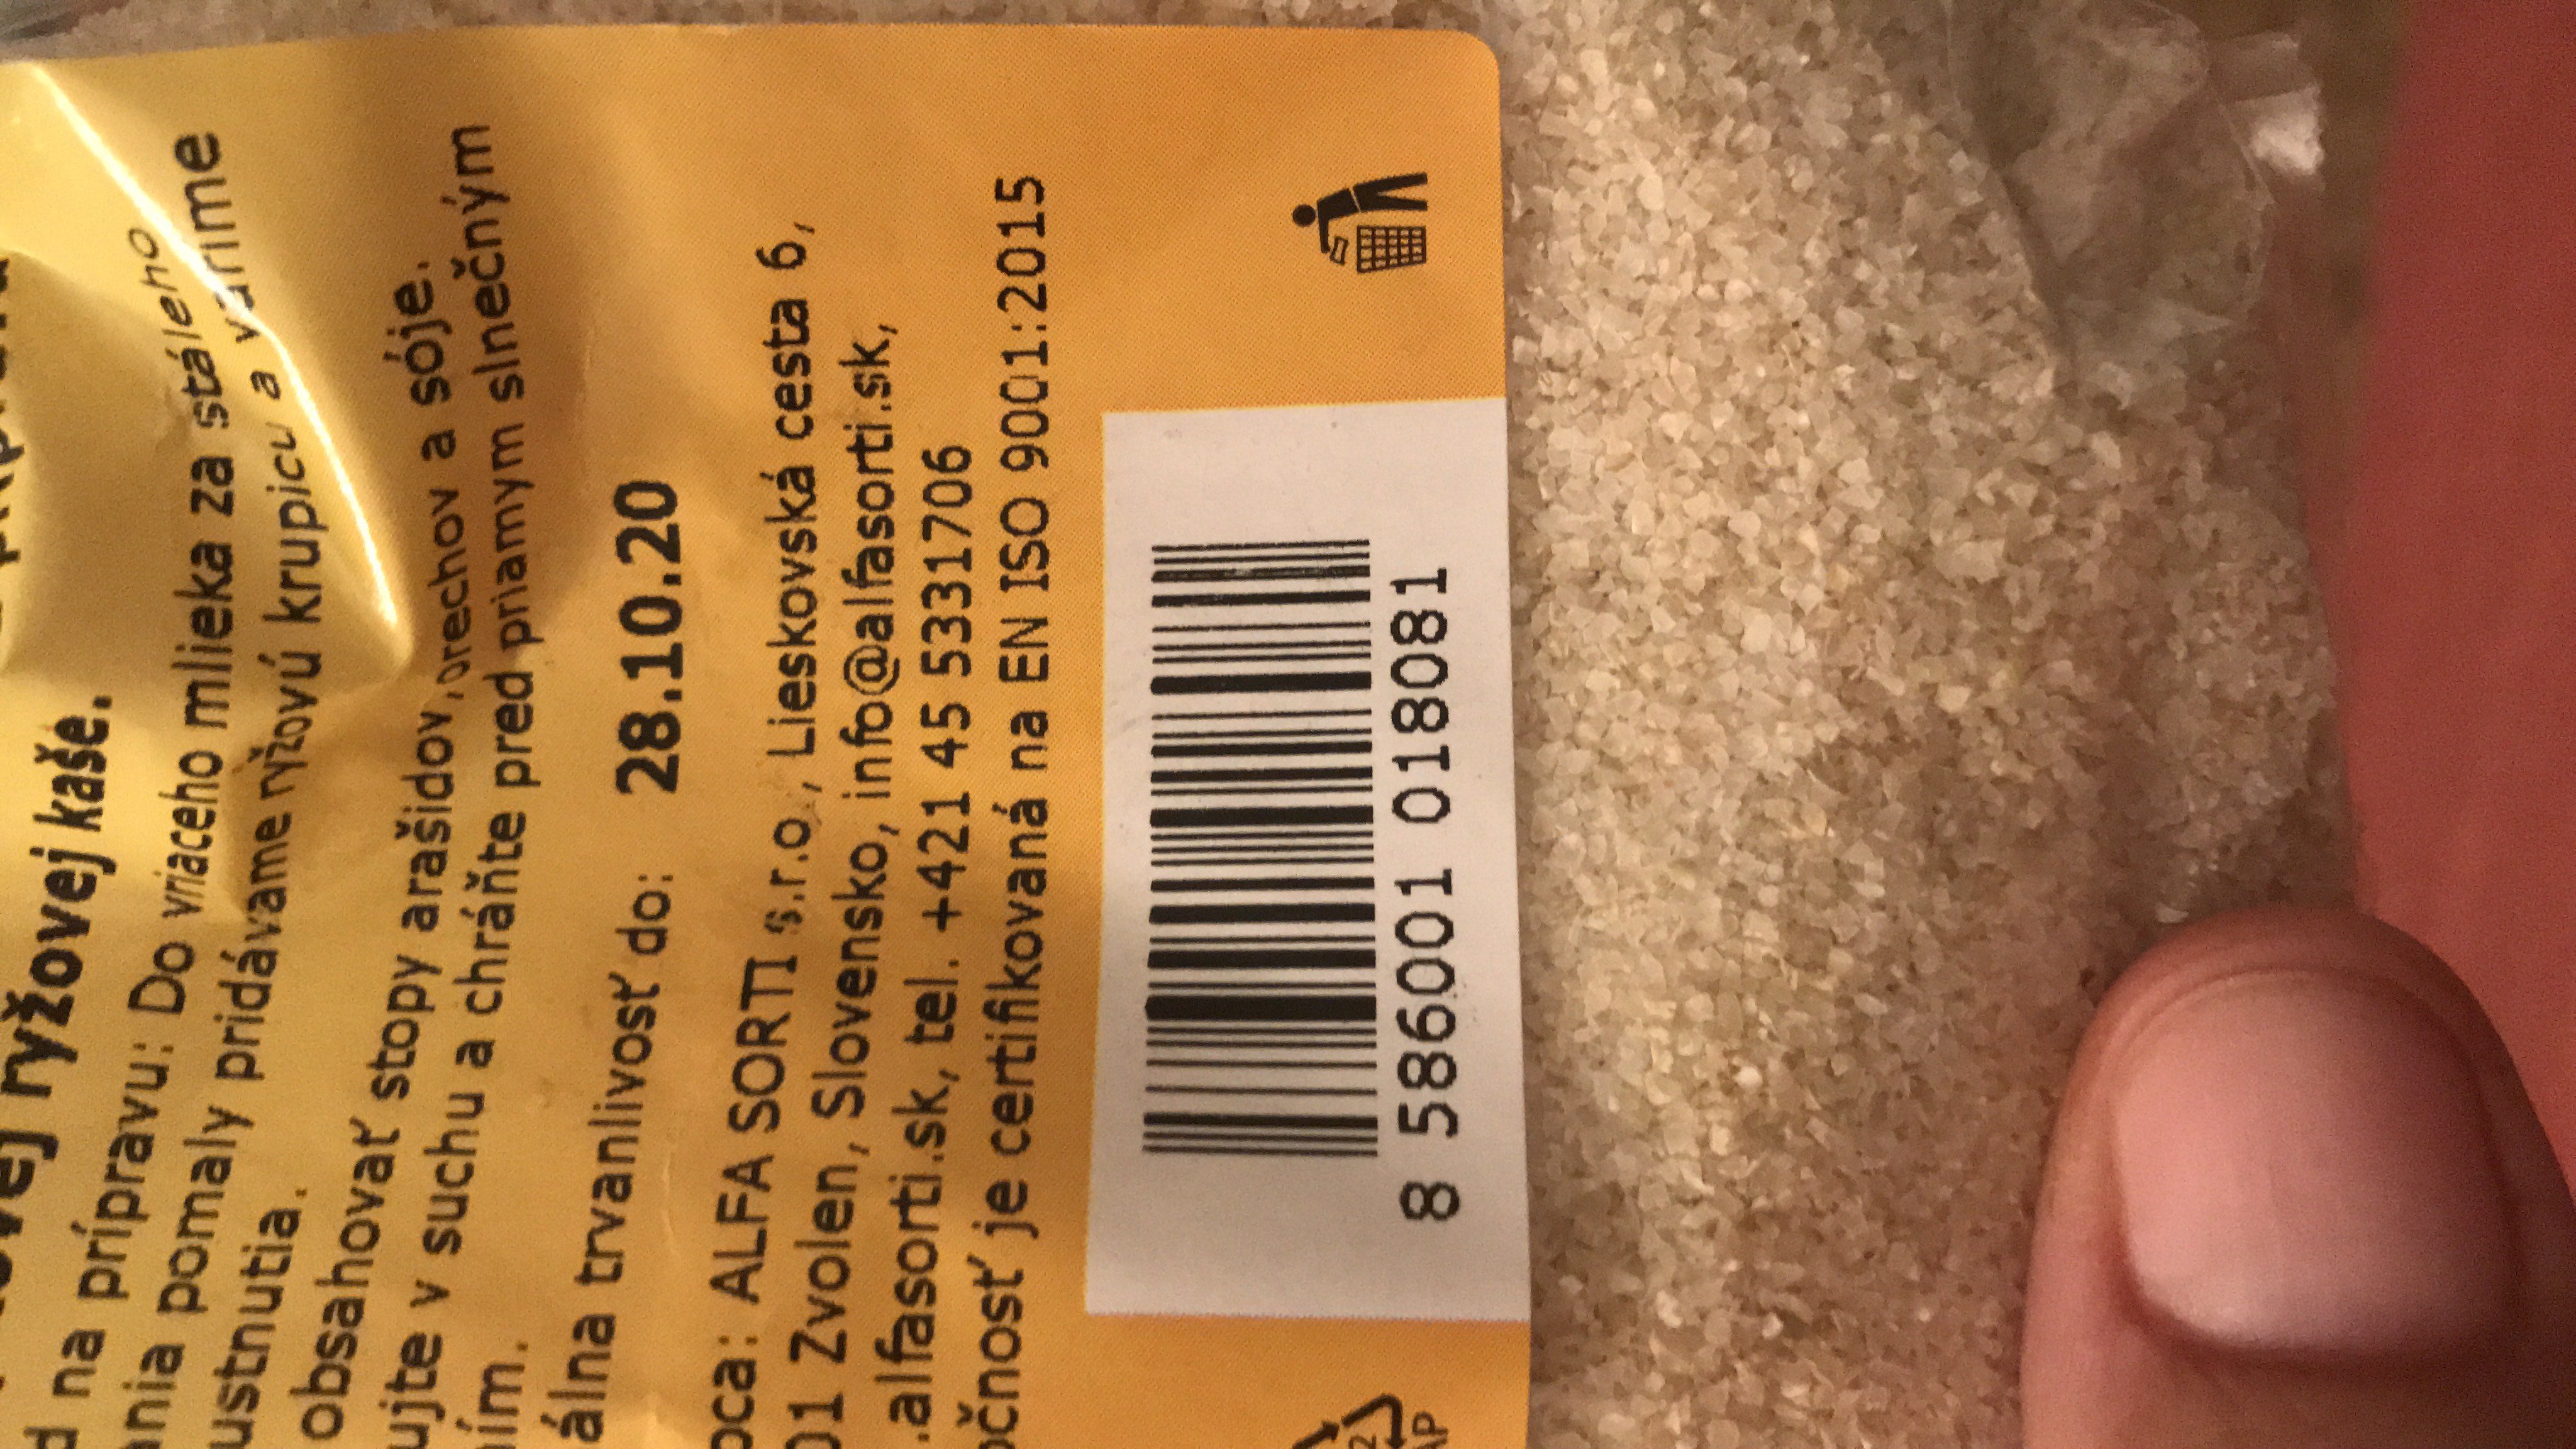 ej ryžovej kaše.
na prípravu: Do vriaceho mlieka za stáleho
pomaly pridávame ryžovú krupicu a varíme
obsahovať stopy arašidov, orechov a sóje.
v suchu a chráňte pred priamym slnečným
trvanlivosť do: 28.10.20
ALFA SORTI s.r.o., Lieskovská cesta 6,
01 Zvolen, Slovensko, info@alfasorti.sk,
.alfasorti.sk, tel. +421 45 5331706
je certifikovaná na EN ISO 9001:2015
8 586001 018081